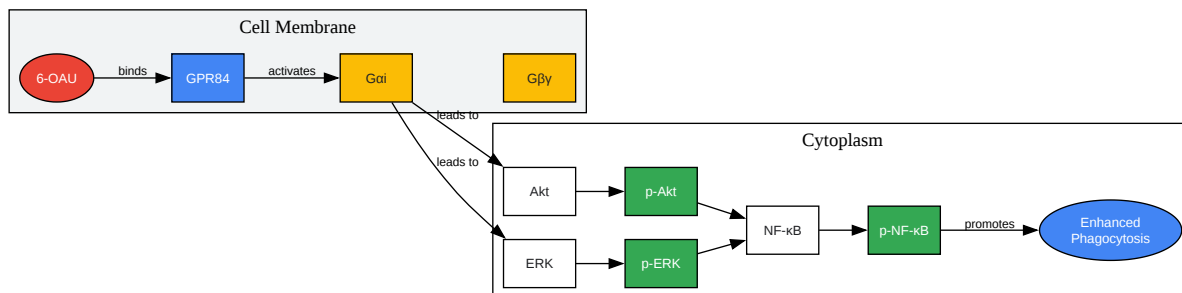 Cell Membrane
6-OAU
binds
GPR84
activates
Gαi
Gβγ
leads to
leads to
Cytoplasm
Akt
p-Akt
ERK
p-ERK
NF-κB
p-NF-κB
promotes
Enhanced
Phagocytosis